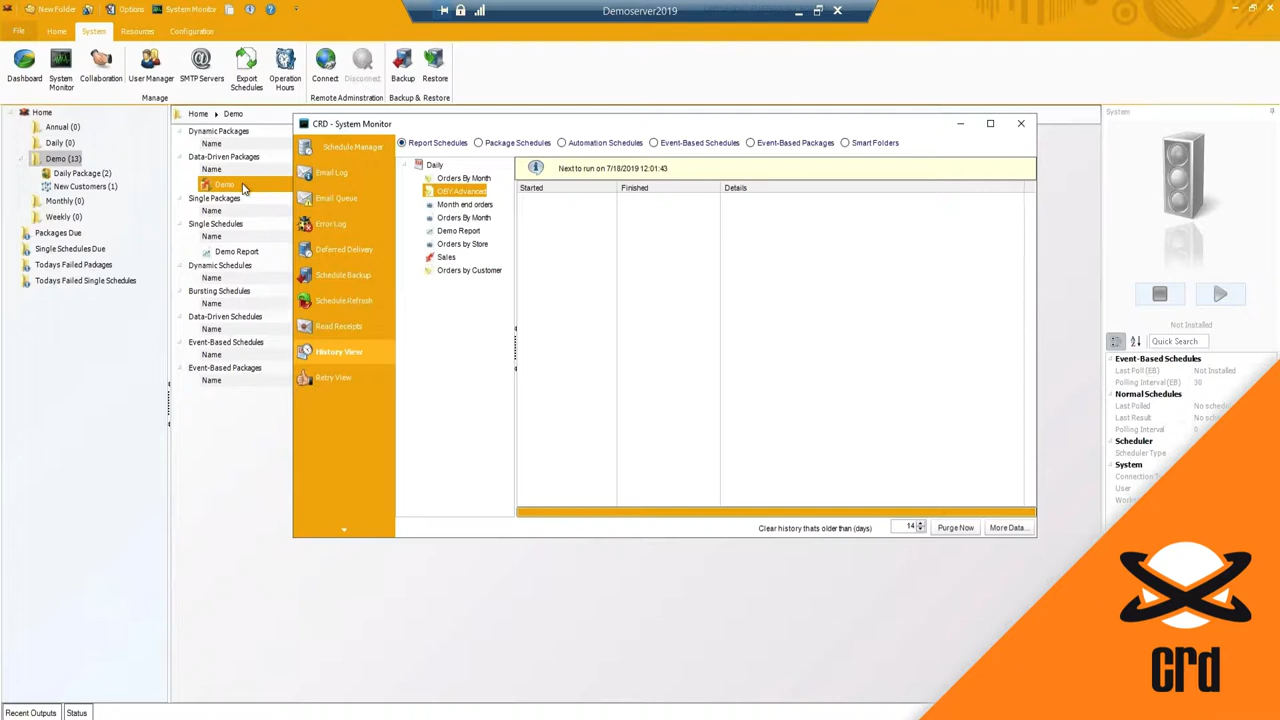 New Folder
Options
System Monitor
Demoserver2019
File
Home
System
Resources
Configuration
Dashboard
System Monitor
Collaboration
User Manager
SMTP Servers
Export Schedules
Operation Hours
Connect
Disconnect
Backup
Restore
Manage
Remote Administration
Backup & Restore
Home
Annual (0)
Daily (0)
Demo (13)
Daily Package (2)
New Customers (1)
Monthly (0)
Weekly (0)
Packages Due
Single Schedules Due
Todays Failed Packages
Todays Failed Single Schedules
Home
Demo
Dynamic Packages
Name
Data-Driven Packages
Name
Demo
Single Packages
Name
Single Schedules
Name
Demo Report
Dynamic Schedules
Name
Bursting Schedules
Name
Data-Driven Schedules
Name
Event-Based Schedules
Name
Event-Based Packages
Name
CRD - System Monitor
Schedule Manager
Email Log
Email Queue
Error Log
Deferred Delivery
Schedule Backup
Schedule Refresh
Read Receipts
History View
Retry View
Report Schedules
Package Schedules
Automation Schedules
Event-Based Schedules
Event-Based Packages
Smart Folders
Daily
Orders By Month
OBY Advanced
Month end orders
Orders By Month
Demo Report
Orders by Store
Sales
Orders by Customer
Next to run on 7/18/2019 12:01:43
Started
Finished
Details
Clear history thats older than (days)
14
Purge Now
More Data...
System
Not Installed
Quick Search
Event-Based Schedules
Last Poll (EB)
Not Installed
Polling Interval (EB)
30
Normal Schedules
Last Polled
No schedu
Last Result
No sche
Polling Interval
0
Scheduler
Scheduler Type
System
Connection T
User
Work
crd
Recent Outputs
Status